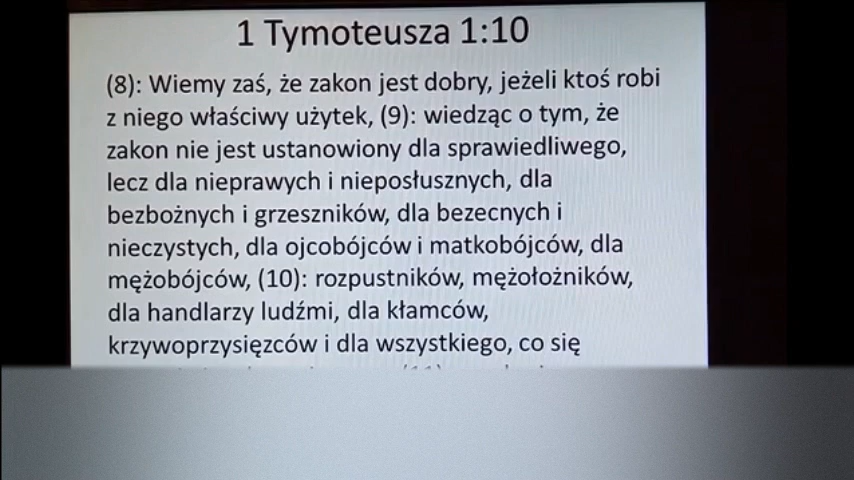 1 Tymoteusza 1:10
(8): Wiemy zaś, że zakon jest dobry, jeżeli ktoś robi
z niego właściwy użytek, (9): wiedząc o tym, że
zakon nie jest ustanowiony dla sprawiedliwego,
lecz dla nieprawych i nieposłusznych, dla
bezbożnych i grzeszników, dla bezecnych i
nieczystych, dla ojcobójców i matkobójców, dla
mężobójców, (10): rozpustników, mężołożników,
dla handlarzy ludźmi, dla kłamców,
krzywoprzysięzców i dla wszystkiego, co się